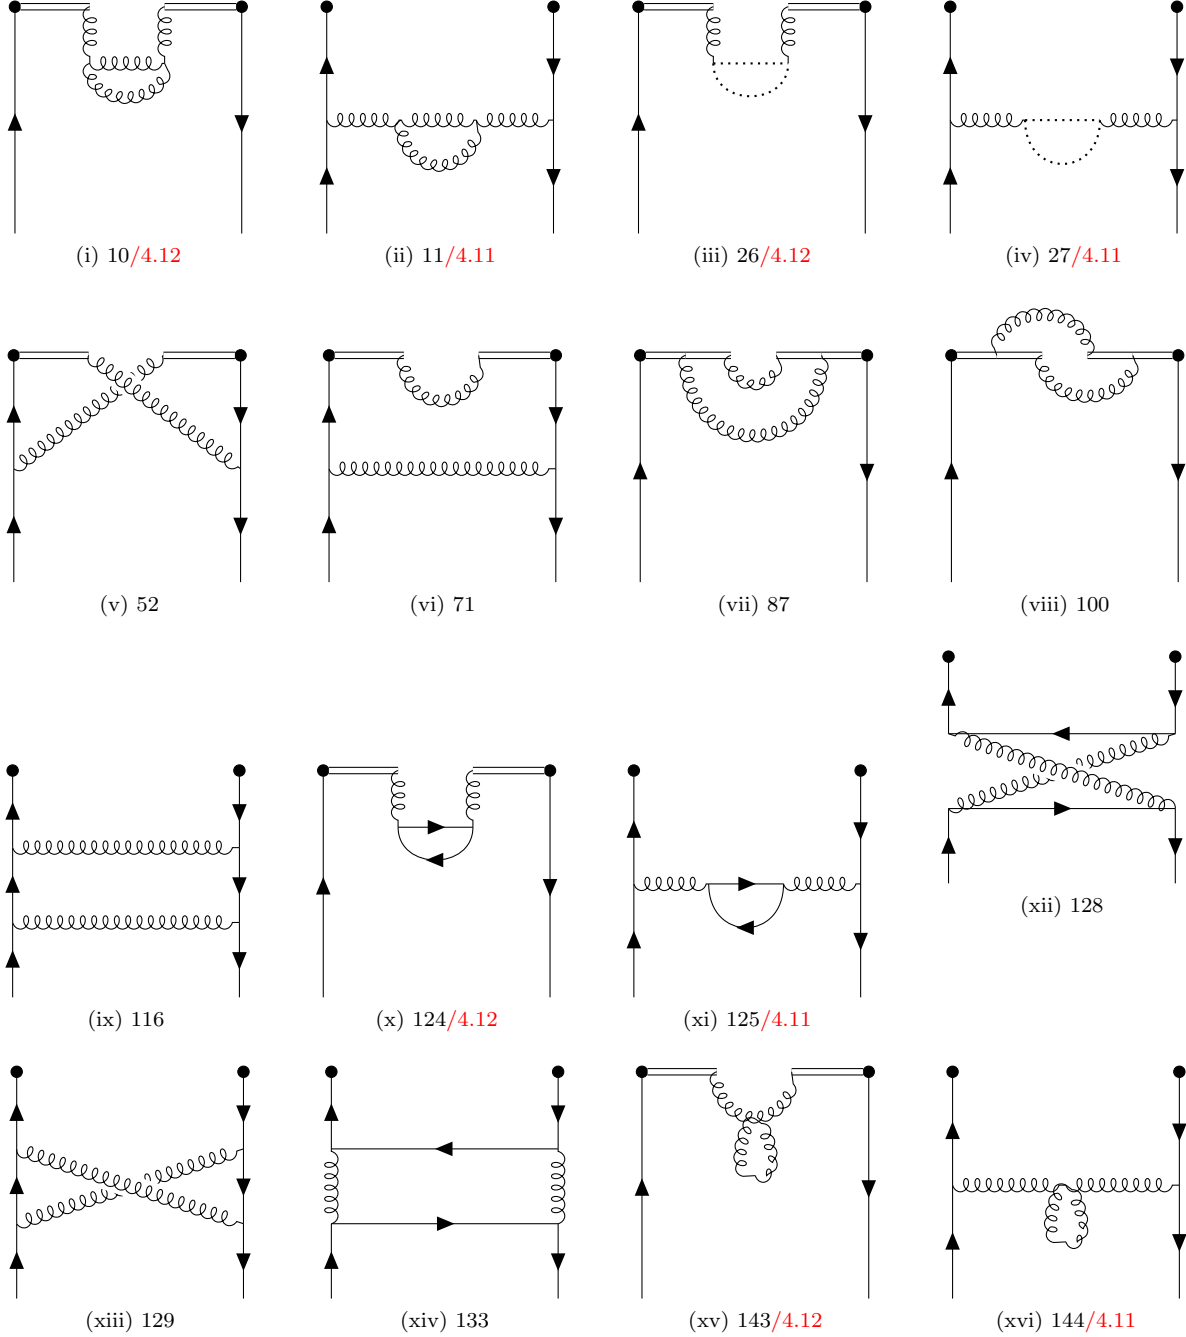 (i) 10/4.12
(ii) 11/4.11
(iii) 26/4.12
(iv) 27/4.11
(v) 52
(vi) 71
(vii) 87
(viii) 100
(ix) 116
(x) 124/4.12
(xi) 125/4.11
(xii) 128
(xiii) 129
(xiv) 133
(xv) 143/4.12
(xvi) 144/4.11